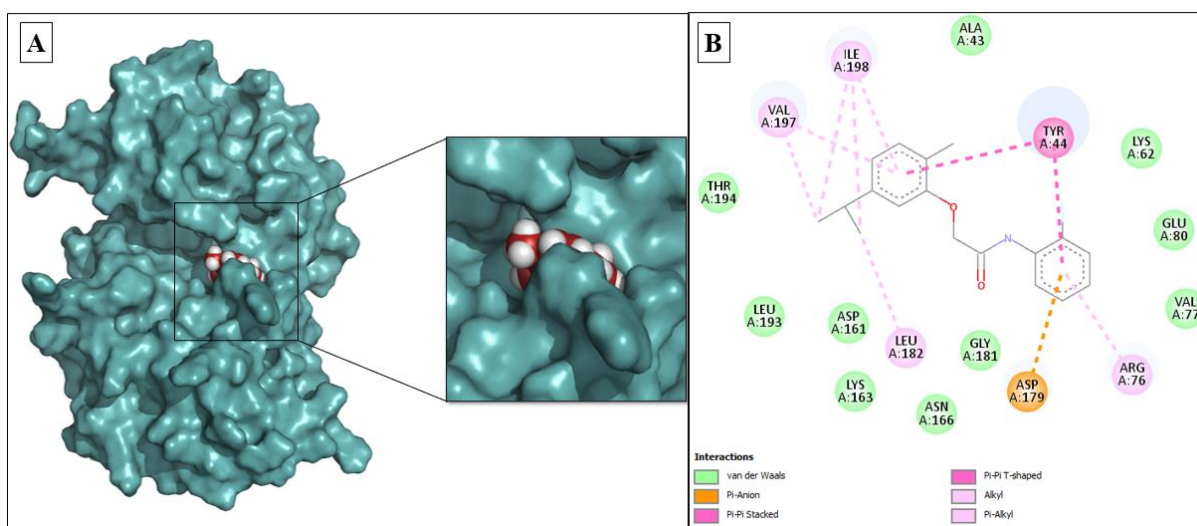 A
B
ALA
A:43
ILE
A:198
VAL
A:197
TYR
A:44
LYS
A:62
THR
A:194
GLU
A:80
O
N
O
VAL
A:77
LEU
A:193
ASP
A:161
LEU
A:182
GLY
A:181
ARG
A:76
LYS
A:163
ASN
A:166
ASP
A:179
Interactions
van der Waals
Pi-Anion
Pi-Pi Stacked
Pi-Pi T-shaped
Alkyl
Pi-Alkyl